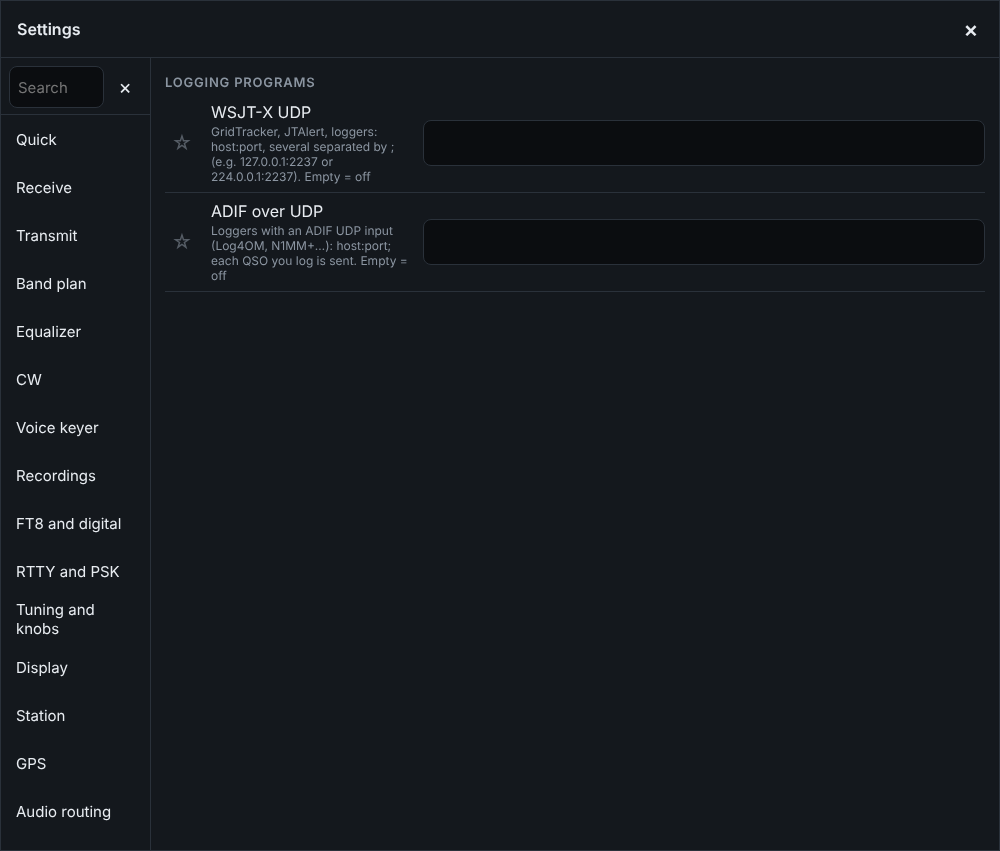 Settings
×
Search
×
Quick
Receive
Transmit
Band plan
Equalizer
CW
Voice keyer
Recordings
FT8 and digital
RTTY and PSK
Tuning and
knobs
Display
Station
GPS
Audio routing
LOGGING PROGRAMS
WSJT-X UDP
GridTracker, JTAlert, loggers:
host:port, several separated by ;
(e.g. 127.0.0.1:2237 or
224.0.0.1:2237). Empty = off
ADIF over UDP
Loggers with an ADIF UDP input
(Log4OM, N1MM+...): host:port;
each QSO you log is sent. Empty =
off